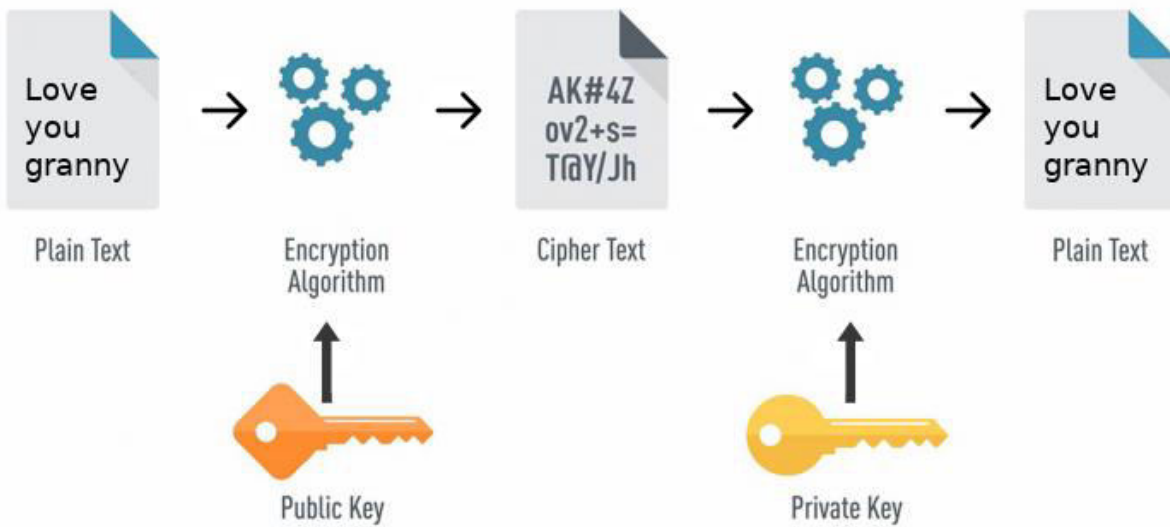 Love
you
granny
Plain Text
Encryption
Algorithm
Public Key
AK#4Z
ov2+s=
T@Y/Jh
Cipher Text
Encryption
Algorithm
Private Key
Love
you
granny
Plain Text